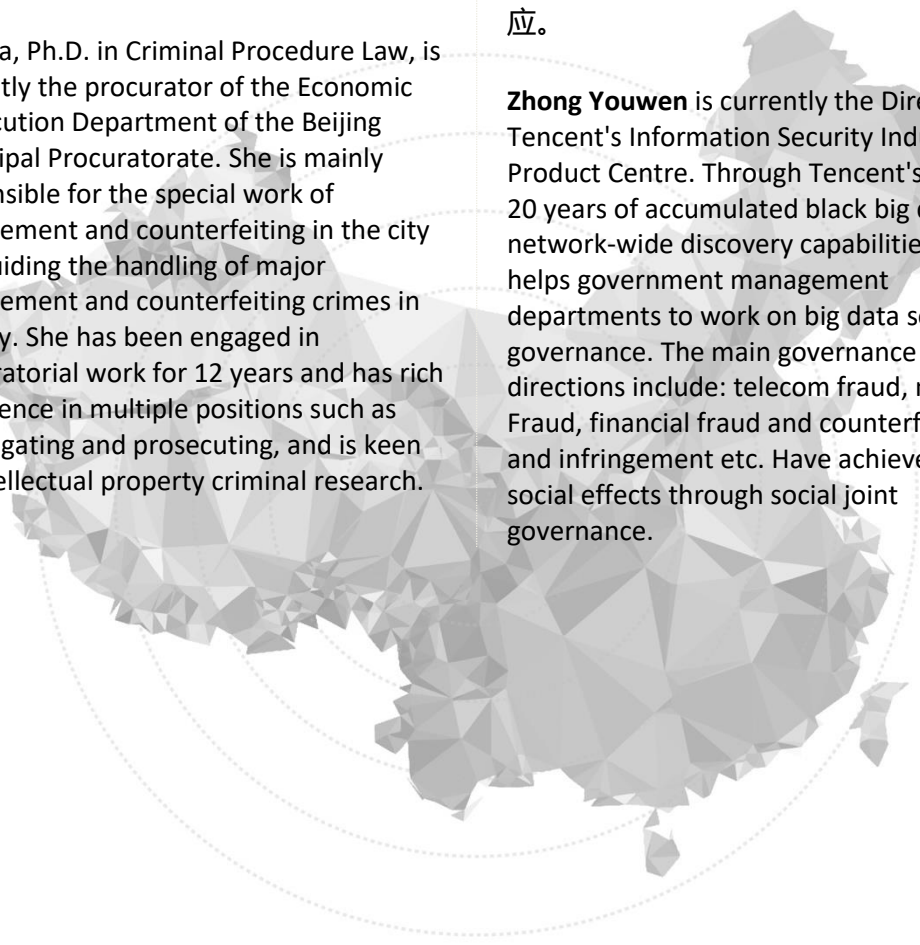 a, Ph.D. in Criminal Procedure Law, is
tly the procurator of the Economic
cution Department of the Beijing
ipal Procuratorate. She is mainly
nsible for the special work of
ement and counterfeiting in the city
uiding the handling of major
ement and counterfeiting crimes in
y. She has been engaged in
ratorial work for 12 years and has rich
ence in multiple positions such as
gating and prosecuting, and is keen
ellectual property criminal research.
应。
Zhong Youwen is currently the Dire
Tencent's Information Security Ind
Product Centre. Through Tencent's
20 years of accumulated black big
network-wide discovery capabilitie
helps government management
departments to work on big data s
governance. The main governance
directions include: telecom fraud,
Fraud, financial fraud and counterf
and infringement etc. Have achieve
social effects through social joint
governance.